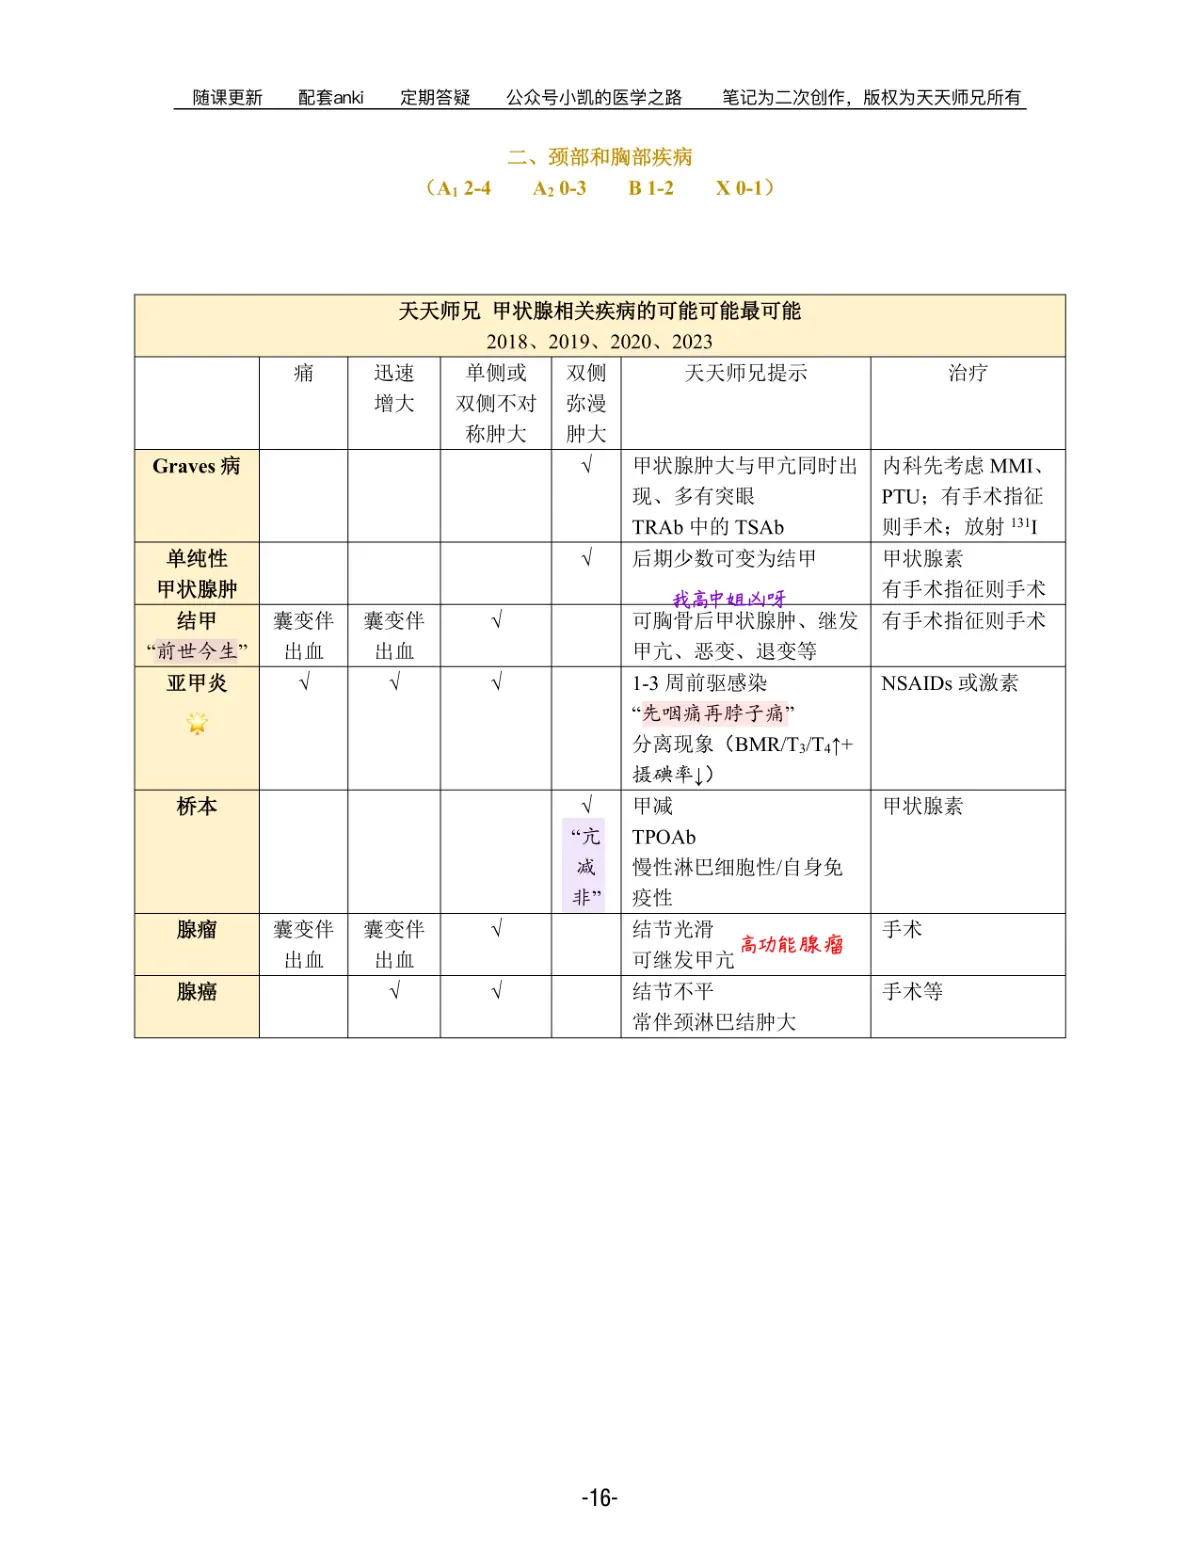 随课更新 配套anki 定期答疑 公众号小凯的医学之路 笔记为二次创作，版权为天天师兄所有
二、颈部和胸部疾病
（A₁ 2-4 A₂ 0-3 B 1-2 X 0-1）
天天师兄 甲状腺相关疾病的可能可能最可能
2018、2019、2020、2023
痛 迅速 单侧或 双侧 天天师兄提示 治疗
增大 双侧不对 弥漫
称肿大 肿大
Graves 病 √ 甲状腺肿大与甲亢同时出 内科先考虑 MMI、
现、多有突眼 PTU；有手术指征
TRAb 中的 TSAb 则手术；放射 ¹³¹I
单纯性 √ 后期少数可变为结甲 甲状腺素
甲状腺肿 有手术指征则手术
我高中姐凶呀
结甲 囊变伴 囊变伴 √ 可胸骨后甲状腺肿、继发 有手术指征则手术
“前世今生” 出血 出血 甲亢、恶变、退变等
亚甲炎 √ √ √ 1-3 周前驱感染 NSAIDs 或激素
“先咽痛再脖子痛”
🌟 分离现象（BMR/T₃/T₄↑+
摄碘率↓）
桥本 √ 甲减 甲状腺素
“亢 TPOAb
减 慢性淋巴细胞性/自身免
非” 疫性
腺瘤 囊变伴 囊变伴 √ 结节光滑 手术
出血 出血 可继发甲亢 高功能腺瘤
腺癌 √ √ 结节不平 手术等
常伴颈淋巴结肿大
-16-